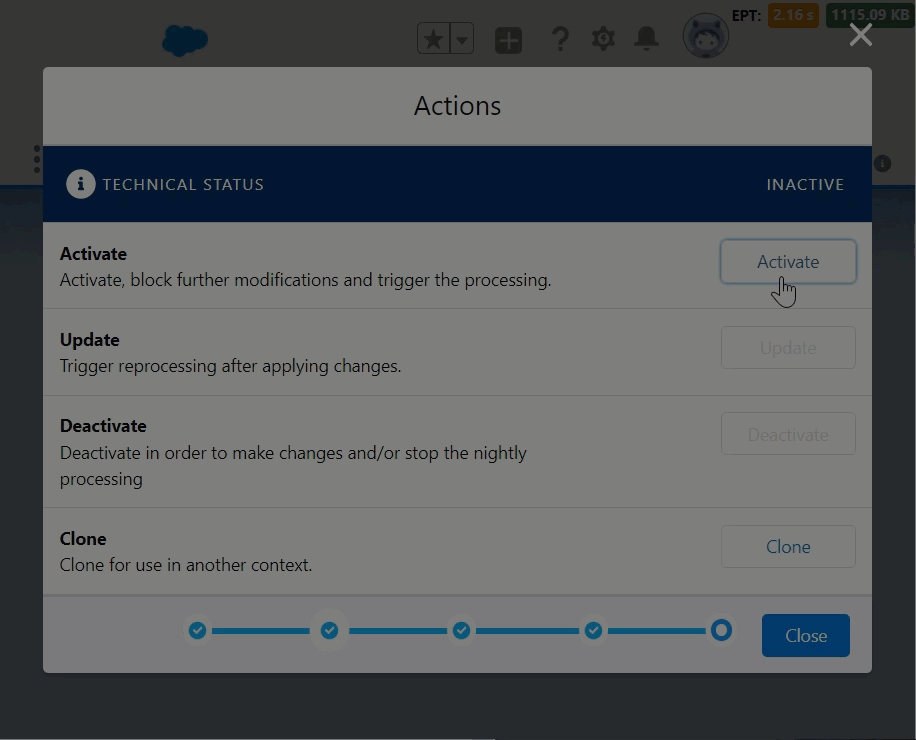 EPT: 2.16 s 1115.09 KB
Actions
TECHNICAL STATUS INACTIVE
Activate
Activate, block further modifications and trigger the processing.
Activate
Update
Trigger reprocessing after applying changes.
Update
Deactivate
Deactivate in order to make changes and/or stop the nightly
processing
Deactivate
Clone
Clone for use in another context.
Clone
Close